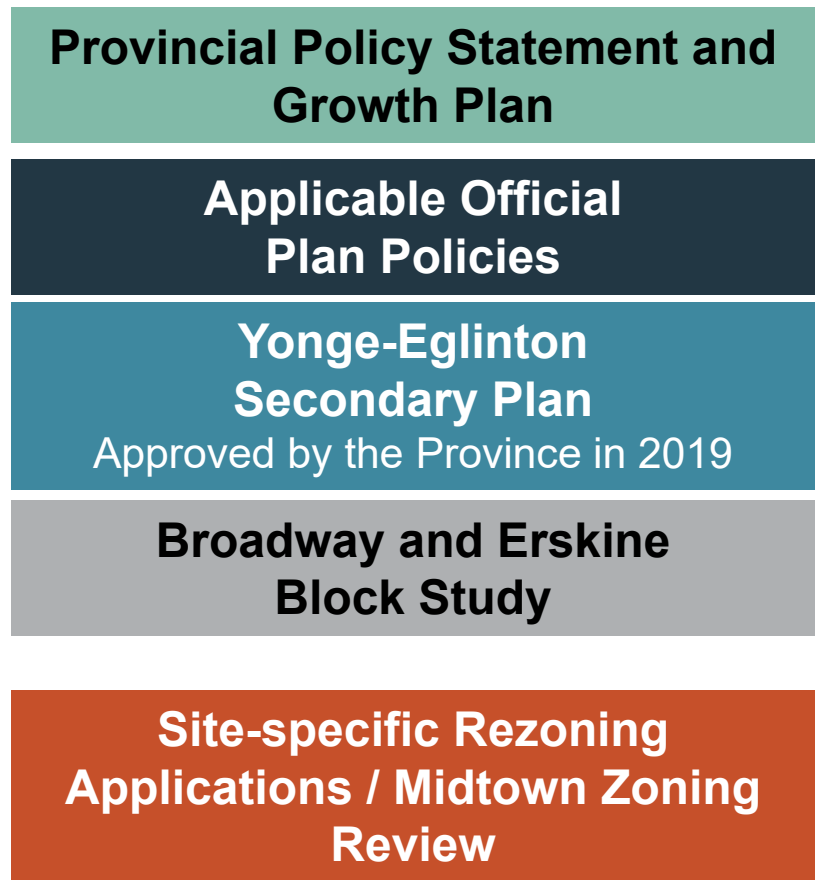 Provincial Policy Statement and
Growth Plan
Applicable Official
Plan Policies
Yonge-Eglinton
Secondary Plan
Approved by the Province in 2019
Broadway and Erskine
Block Study
Site-specific Rezoning
Applications / Midtown Zoning
Review